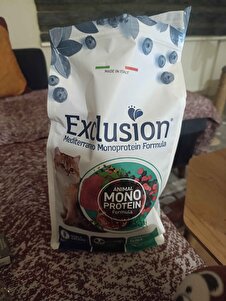 MADE IN ITALY
Exclusion®
Mediterraneo Monoprotein Formula
ANIMAL
MONO
PROTEIN
Formula